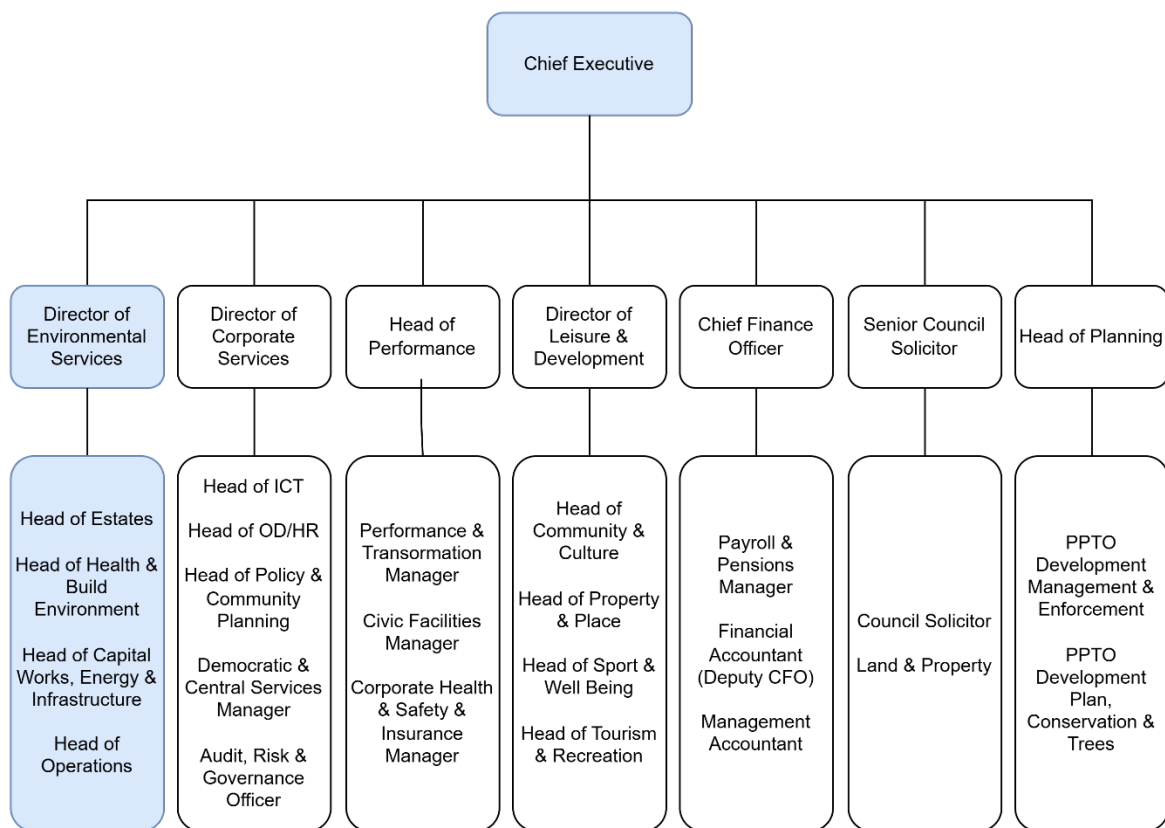 Chief Executive
Director of
Environmental
Services
Director of
Corporate
Services
Head of
Performance
Director of
Leisure &
Development
Chief Finance
Officer
Senior Council
Solicitor
Head of Planning
Head of Estates
Head of Health &
Build
Environment
Head of Capital
Works, Energy &
Infrastructure
Head of
Operations
Head of ICT
Head of OD/HR
Head of Policy &
Community
Planning
Democratic &
Central Services
Manager
Audit, Risk &
Governance
Officer
Performance &
Transormation
Manager
Civic Facilities
Manager
Corporate Health
& Safety &
Insurance
Manager
Head of
Community &
Culture
Head of Property
& Place
Head of Sport &
Well Being
Head of Tourism
& Recreation
Payroll &
Pensions
Manager
Financial
Accountant
(Deputy CFO)
Management
Accountant
Council Solicitor
Land & Property
PPTO
Development
Management &
Enforcement
PPTO
Development
Plan,
Conservation &
Trees